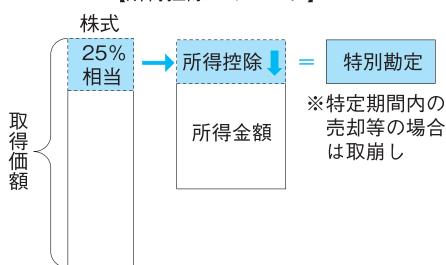 株式
25%
相当
所得控除
=
特別勘定
所得金額
※特定期間内の
売却等の場合
は取崩し
取得価額